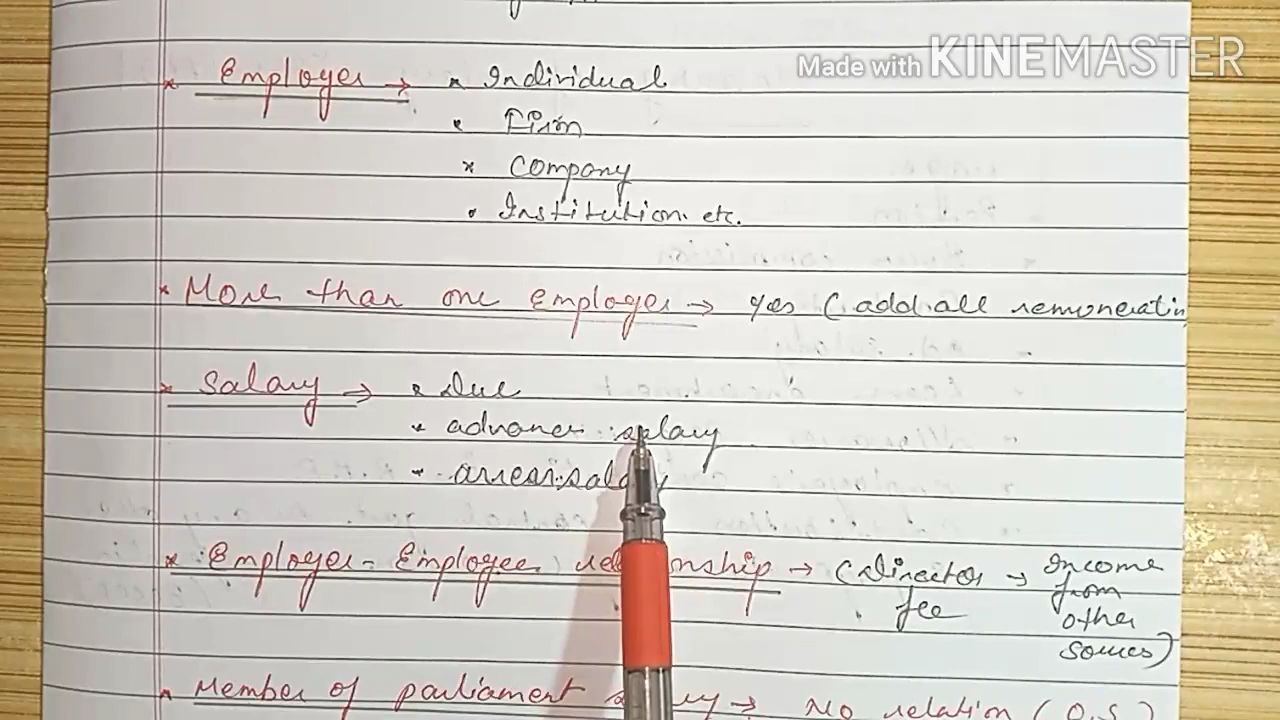 Made with KINEMASTER
* Employer → * Individual
• Firm
* Company
• Institution. etc.
* More than one employer → yes (add all remuneratin
* Salary → • Due
* advance salary
* arrear salary
* Employer - Employee relationship → (director fee → Income from other sources)
* Member of parliament → No relation (O.S)